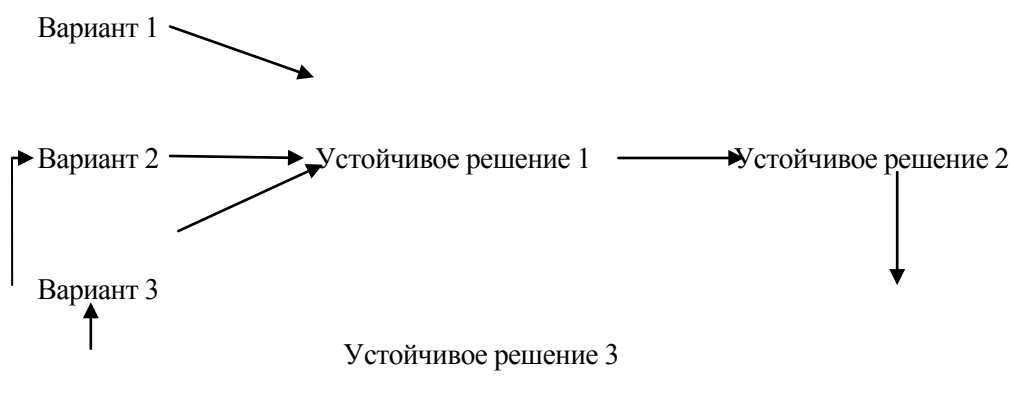 Вариант 1
Вариант 2 Устойчивое решение 1 Устойчивое решение 2
Вариант 3
Устойчивое решение 3